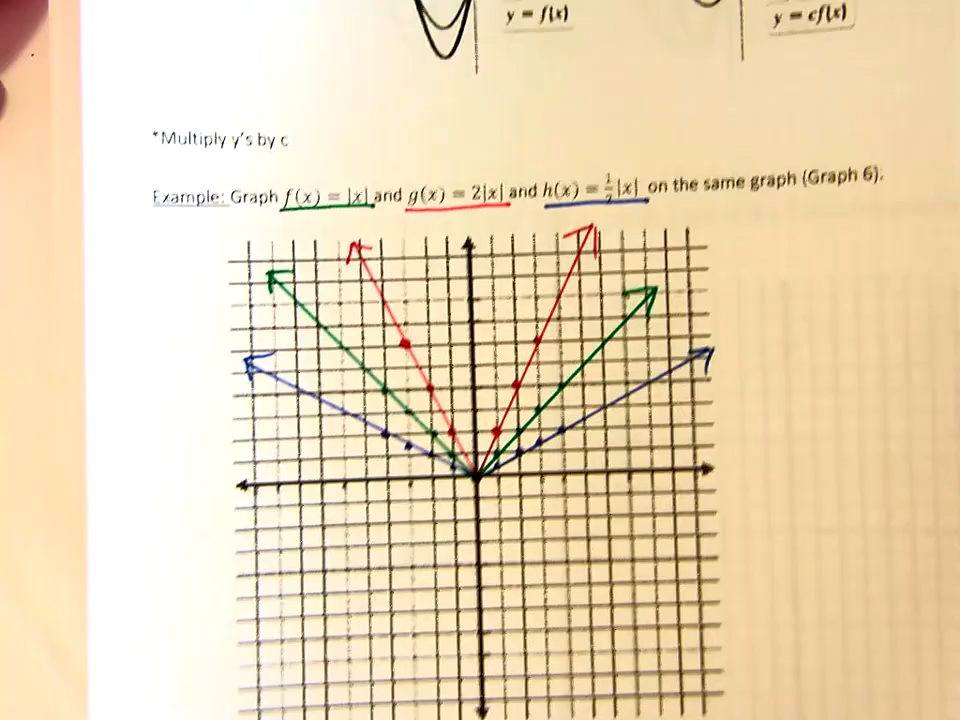 y = f(x)
y = cf(x)
*Multiply y's by c
Example: Graph f(x) = |x| and g(x) = 2|x| and h(x) = ½|x| on the same graph (Graph 6).